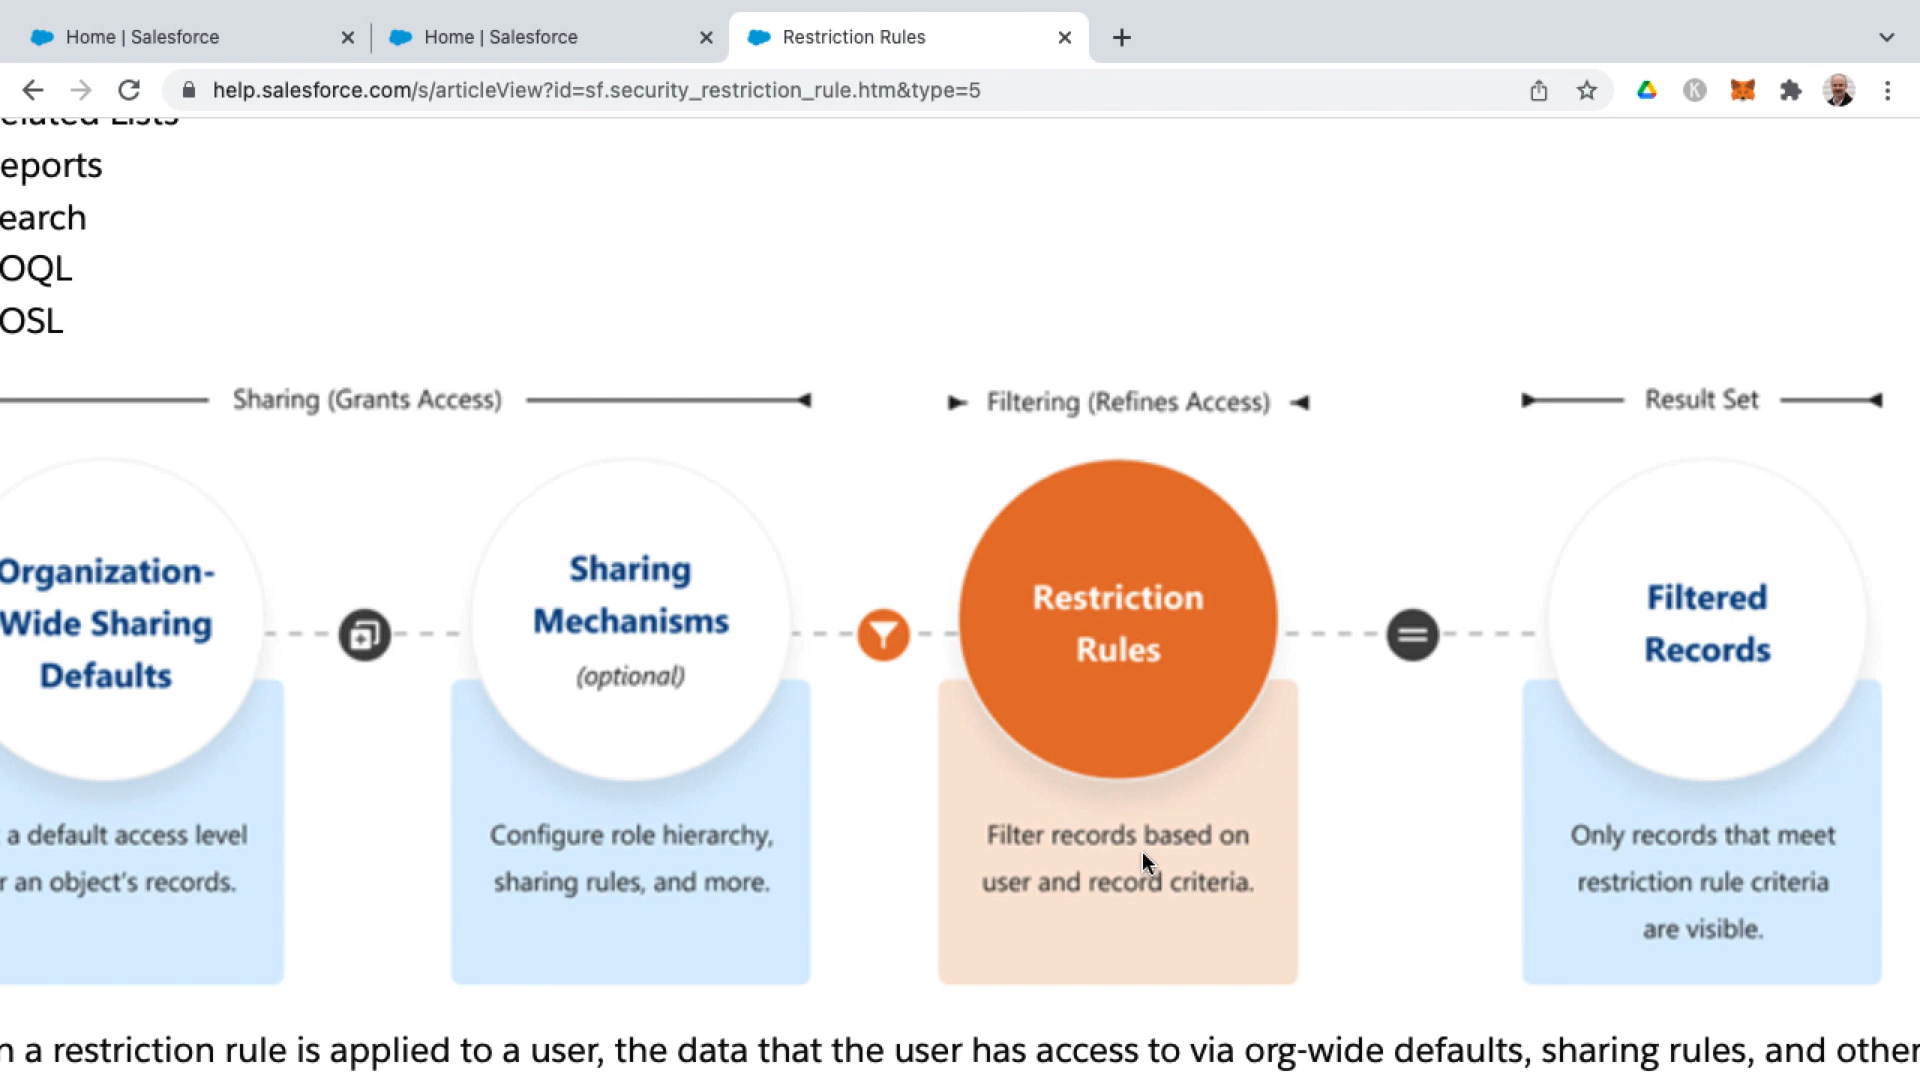 Home | Salesforce
Home | Salesforce
Restriction Rules
help.salesforce.com/s/articleView?id=sf.security_restriction_rule.htm&type=5
K
elated Lists
eports
earch
OQL
OSL
Sharing (Grants Access)
Filtering (Refines Access)
Result Set
Organization-
Wide Sharing
Defaults
a default access level
r an object's records.
Sharing
Mechanisms
(optional)
Configure role hierarchy,
sharing rules, and more.
Restriction
Rules
Filter records based on
user and record criteria.
Filtered
Records
Only records that meet
restriction rule criteria
are visible.
n a restriction rule is applied to a user, the data that the user has access to via org-wide defaults, sharing rules, and other